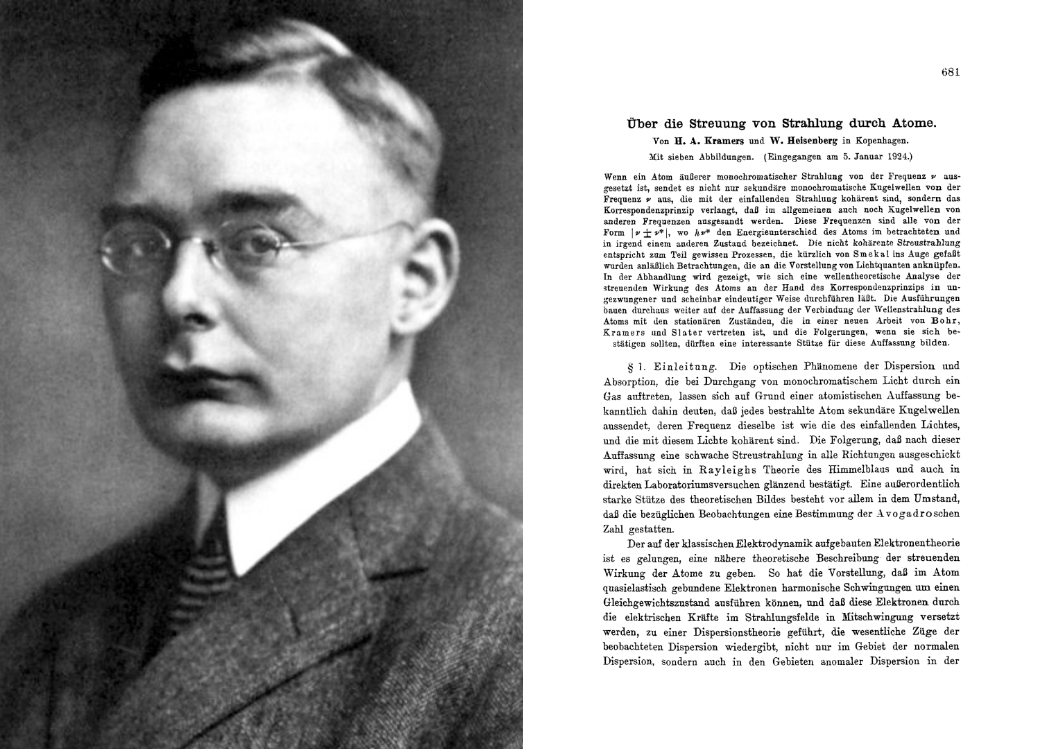 681
Über die Streuung von Strahlung durch Atome.
Von H. A. Kramers und W. Heisenberg in Kopenhagen.
Mit sieben Abbildungen. (Eingegangen am 5. Januar 1924.)
Wenn ein Atom äußerer monochromatischer Strahlung von der Frequenz ν aus-
gesetzt ist, sendet es nicht nur sekundäre monochromatische Kugelwellen von der
Frequenz ν aus, die mit der einfallenden Strahlung kohärent sind, sondern das
Korrespondenzprinzip verlangt, daß im allgemeinen auch noch Kugelwellen von
anderen Frequenzen ausgesandt werden. Diese Frequenzen sind alle von der
Form |ν ± ν*|, wo hν* den Energieunterschied des Atoms im betrachteten und
in irgend einem anderen Zustand bezeichnet. Die nicht kohärente Streustrahlung
entspricht zum Teil gewissen Prozessen, die kürzlich von Smekal ins Auge gefaßt
wurden anläßlich Betrachtungen, die an die Vorstellung von Lichtquanten anknüpfen.
In der Abhandlung wird gezeigt, wie sich eine wellentheoretische Analyse der
streuenden Wirkung des Atoms an der Hand des Korrespondenzprinzips in un-
gezwungener und scheinbar eindeutiger Weise durchführen läßt. Die Ausführungen
bauen durchaus weiter auf der Auffassung der Verbindung der Wellenstrahlung des
Atoms mit den stationären Zuständen, die in einer neuen Arbeit von Bohr,
Kramers und Slater vertreten ist, und die Folgerungen, wenn sie sich be-
stätigen sollten, dürften eine interessante Stütze für diese Auffassung bilden.
§ 1. Einleitung. Die optischen Phänomene der Dispersion und
Absorption, die bei Durchgang von monochromatischem Licht durch ein
Gas auftreten, lassen sich auf Grund einer atomistischen Auffassung be-
kanntlich dahin deuten, daß jedes bestrahlte Atom sekundäre Kugelwellen
aussendet, deren Frequenz dieselbe ist wie die des einfallenden Lichtes,
und die mit diesem Lichte kohärent sind. Die Folgerung, daß nach dieser
Auffassung eine schwache Streustrahlung in alle Richtungen ausgeschickt
wird, hat sich in Rayleighs Theorie des Himmelblaus und auch in
direkten Laboratoriumsversuchen glänzend bestätigt. Eine außerordentlich
starke Stütze des theoretischen Bildes besteht vor allem in dem Umstand,
daß die bezüglichen Beobachtungen eine Bestimmung der Avogadroschen
Zahl gestatten.
Der auf der klassischen Elektrodynamik aufgebauten Elektronentheorie
ist es gelungen, eine nähere theoretische Beschreibung der streuenden
Wirkung der Atome zu geben. So hat die Vorstellung, daß im Atom
quasielastisch gebundene Elektronen harmonische Schwingungen um einen
Gleichgewichtszustand ausführen können, und daß diese Elektronen durch
die elektrischen Kräfte im Strahlungsfelde in Mitschwingung versetzt
werden, zu einer Dispersionstheorie geführt, die wesentliche Züge der
beobachteten Dispersion wiedergibt, nicht nur im Gebiet der normalen
Dispersion, sondern auch in den Gebieten anomaler Dispersion in der